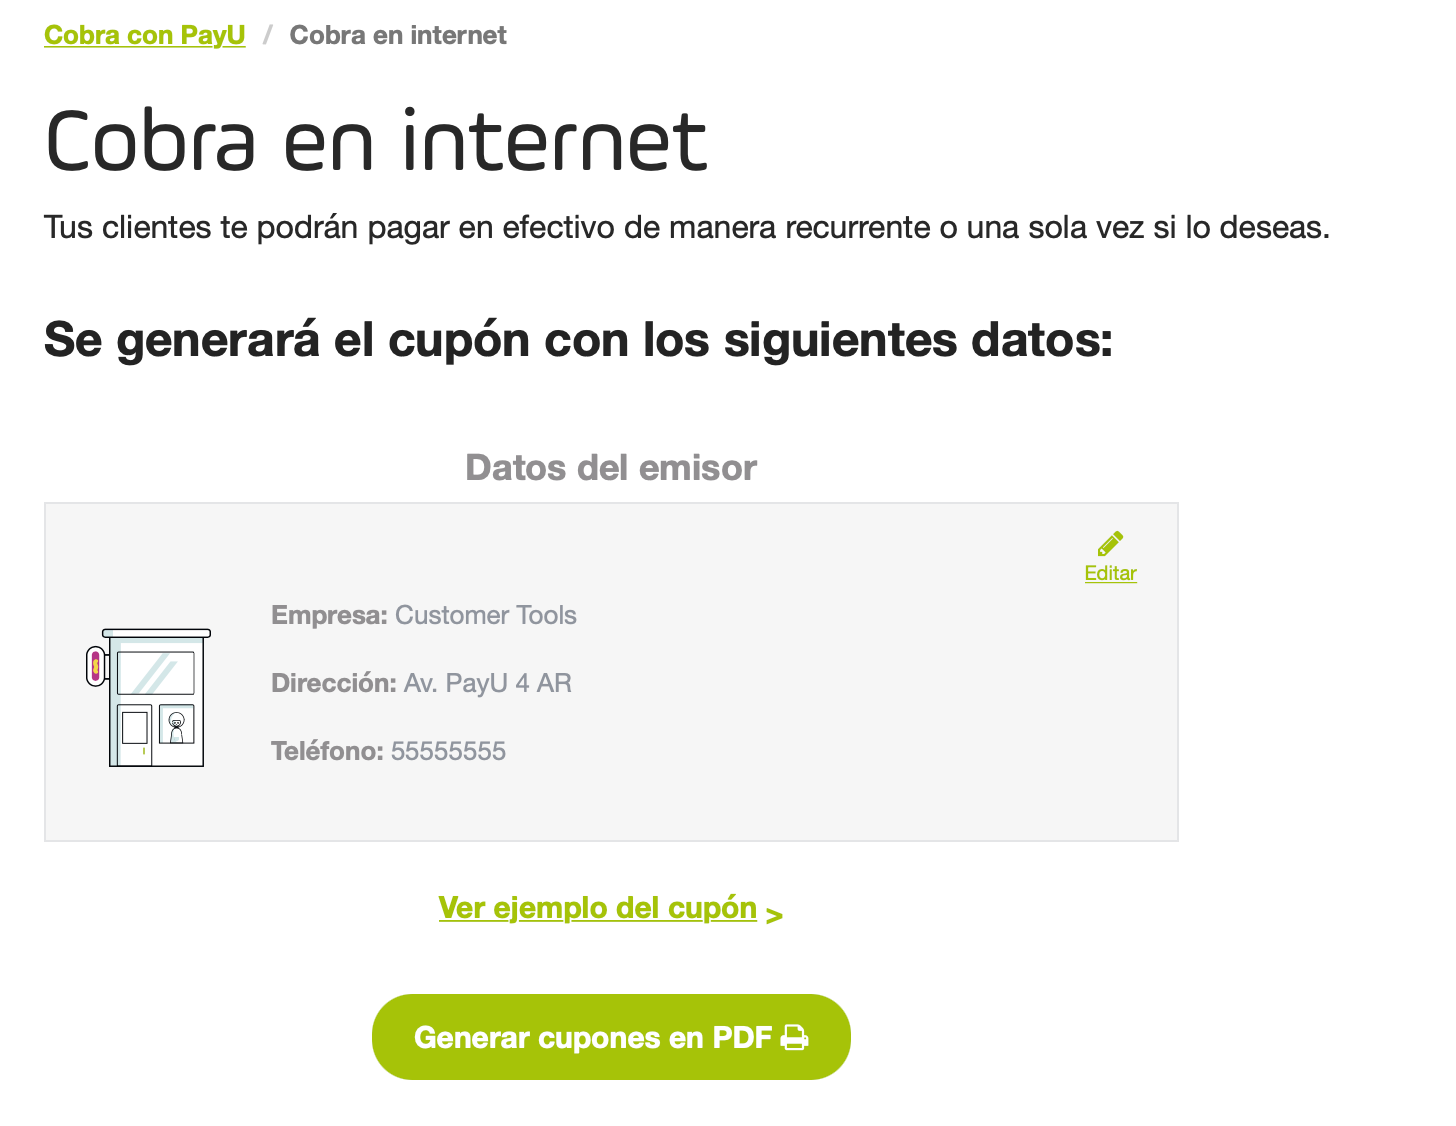 Cobra con PayU / Cobra en internet
Cobra en internet
Tus clientes te podrán pagar en efectivo de manera recurrente o una sola vez si lo deseas.
Se generará el cupón con los siguientes datos:
Datos del emisor
Editar
Empresa: Customer Tools
Dirección: Av. PayU 4 AR
Teléfono: 55555555
Ver ejemplo del cupón >
Generar cupones en PDF